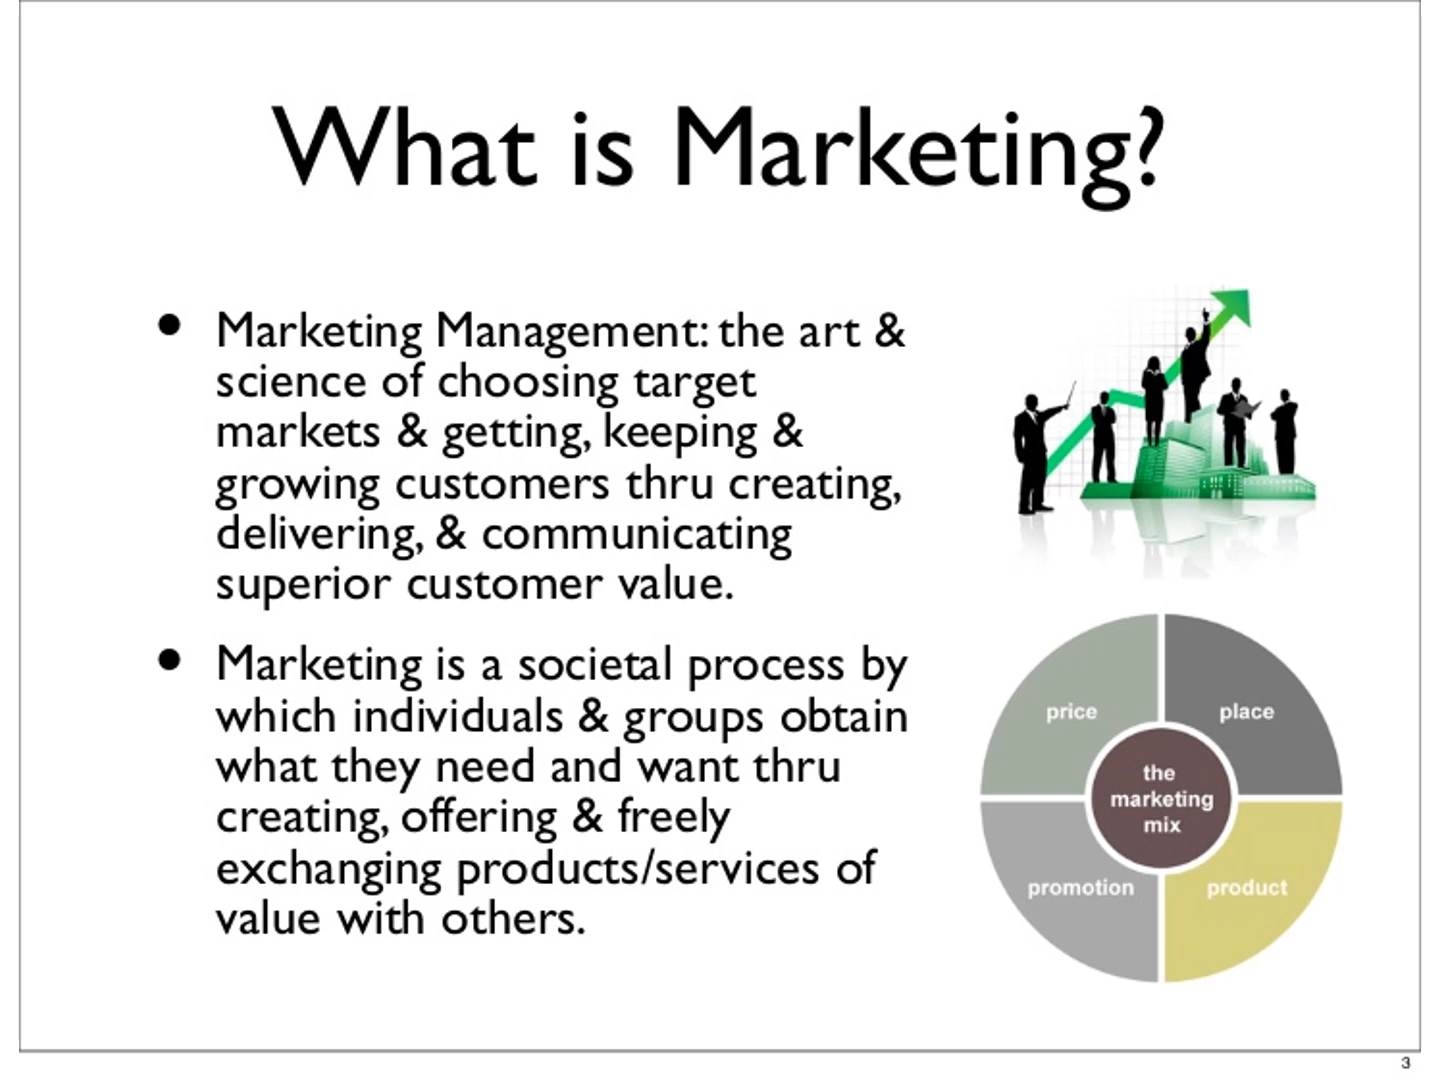 What is Marketing?
• Marketing Management: the art &
science of choosing target
markets & getting, keeping &
growing customers thru creating,
delivering, & communicating
superior customer value.
• Marketing is a societal process by
which individuals & groups obtain
what they need and want thru
creating, offering & freely
exchanging products/services of
value with others.
price
place
the
marketing
mix
promotion
product
3